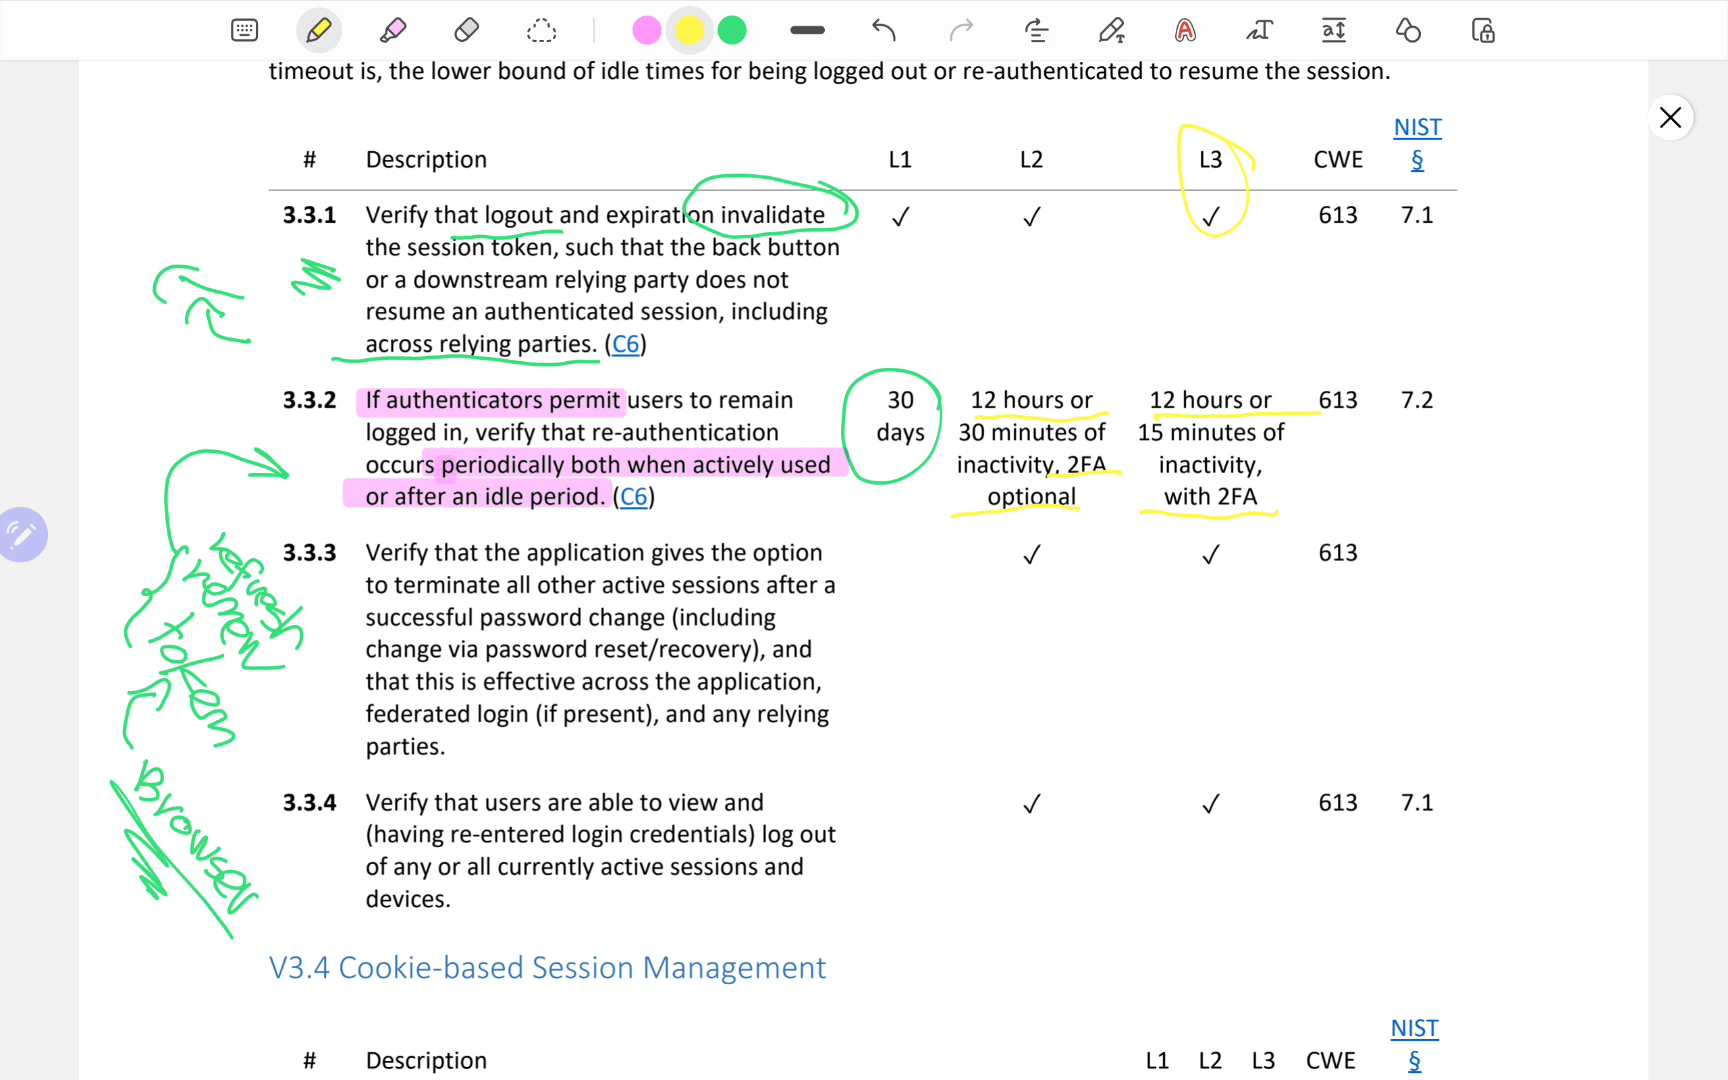 timeout is, the lower bound of idle times for being logged out or re-authenticated to resume the session.
# Description L1 L2 L3 CWE NIST §
3.3.1 Verify that logout and expiration invalidate ✓ ✓ ✓ 613 7.1
the session token, such that the back button
or a downstream relying party does not
resume an authenticated session, including
across relying parties. (C6)
3.3.2 If authenticators permit users to remain 30 12 hours or 12 hours or 613 7.2
logged in, verify that re-authentication days 30 minutes of 15 minutes of
occurs periodically both when actively used inactivity, 2FA inactivity,
or after an idle period. (C6) optional with 2FA
3.3.3 Verify that the application gives the option ✓ ✓ 613
to terminate all other active sessions after a
successful password change (including
change via password reset/recovery), and
that this is effective across the application,
federated login (if present), and any relying
parties.
refresh
renew
token
Browser
3.3.4 Verify that users are able to view and ✓ ✓ 613 7.1
(having re-entered login credentials) log out
of any or all currently active sessions and
devices.
V3.4 Cookie-based Session Management
# Description L1 L2 L3 CWE NIST §